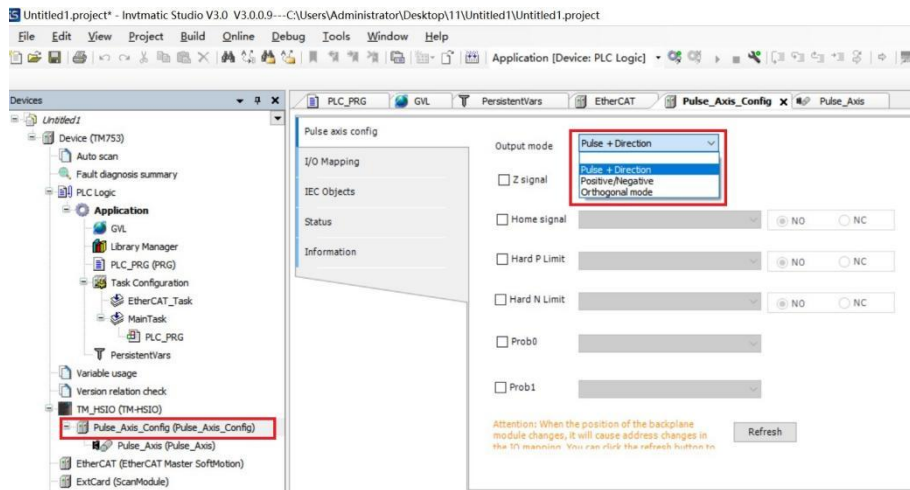 Untitled1.project* - Invtmatic Studio V3.0 V3.0.0.9---C:\Users\Administrator\Desktop\11\Untitled1\Untitled1.project
File Edit View Project Build Online Debug Tools Window Help
Application [Device: PLC Logic]
Devices
PLC_PRG GVL PersistentVars EtherCAT Pulse_Axis_Config X Pulse_Axis
Untitled1
Device (TM753)
Auto scan
Fault diagnosis summary
PLC Logic
Application
GVL
Library Manager
PLC_PRG (PRG)
Task Configuration
EtherCAT_Task
MainTask
PLC_PRG
PersistentVars
Variable usage
Version relation check
TM_HSIO (TM-HSIO)
Pulse_Axis_Config (Pulse_Axis_Config)
Pulse_Axis (Pulse_Axis)
EtherCAT (EtherCAT Master SoftMotion)
ExtCard (ScanModule)
Pulse axis config
I/O Mapping
IEC Objects
Status
Information
Output mode Pulse + Direction
Pulse + Direction
Positive/Negative
Orthogonal mode
Z signal
Home signal NO NC
Hard P Limit NO NC
Hard N Limit NO NC
Prob0
Prob1
Attention: When the position of the backplane
module changes, it will cause address changes in
the IO mapping. You can click the refresh button to
Refresh